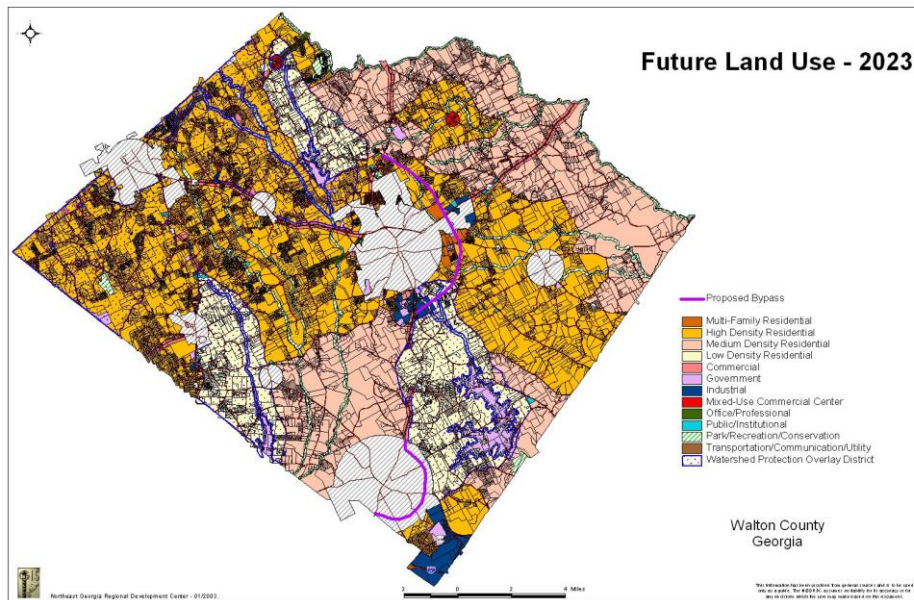 Future Land Use - 2023
Proposed Bypass
Multi-Family Residential
High Density Residential
Medium Density Residential
Low Density Residential
Commercial
Government
Industrial
Mixed-Use Commercial Center
Office/Professional
Public/Institutional
Park/Recreation/Conservation
Transportation/Communication/Utility
Watershed Protection Overlay District
Walton County
Georgia
Northeast Georgia Regional Development Center - 01/2003.
2 0 2 4 Miles